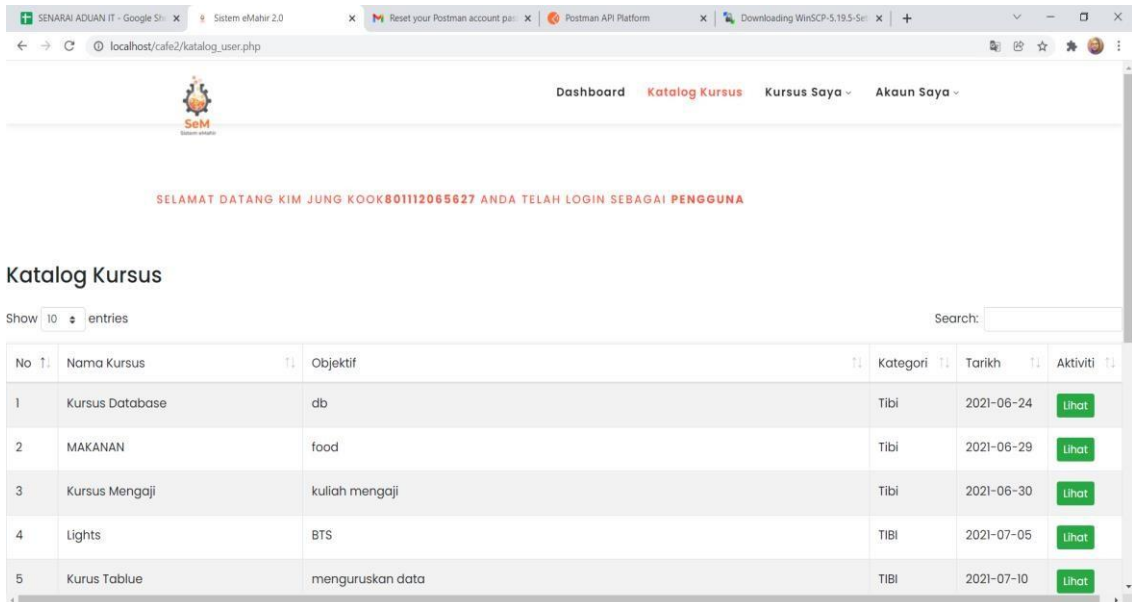 SENARAI ADUAN IT - Google Sh
Sistem eMahir 2.0
Reset your Postman account pas
Postman API Platform
Downloading WinSCP-5.19.5-Set
localhost/cafe2/katalog_user.php
SeM
Sistem eMahir
Dashboard Katalog Kursus Kursus Saya Akaun Saya
SELAMAT DATANG KIM JUNG KOOK801112065627 ANDA TELAH LOGIN SEBAGAI PENGGUNA
Katalog Kursus
Show 10 entries Search:
No Nama Kursus Objektif Kategori Tarikh Aktiviti
1 Kursus Database db Tibi 2021-06-24 Lihat
2 MAKANAN food Tibi 2021-06-29 Lihat
3 Kursus Mengaji kuliah mengaji Tibi 2021-06-30 Lihat
4 Lights BTS TIBI 2021-07-05 Lihat
5 Kurus Tablue menguruskan data TIBI 2021-07-10 Lihat